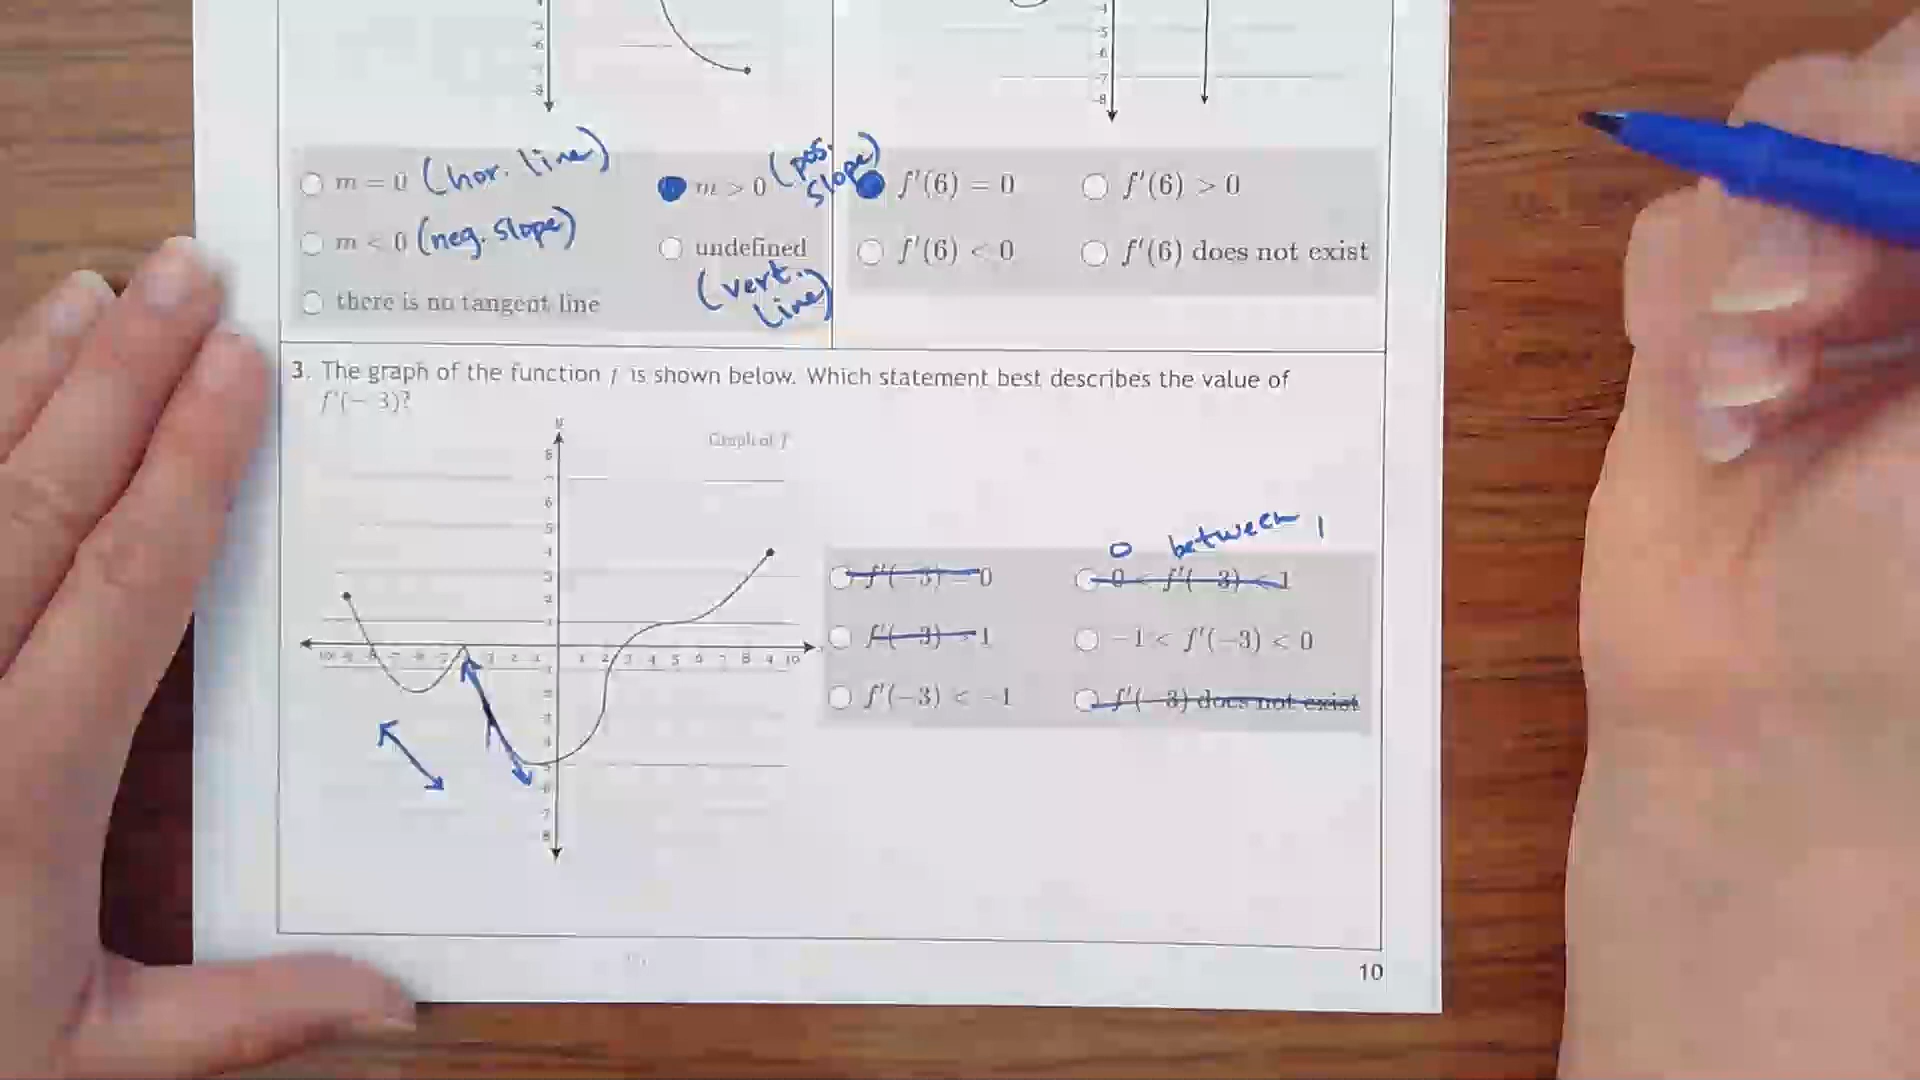 m = 0 (hor. line)
m > 0 (pos. slope)
m < 0 (neg. slope)
undefined (vert. line)
there is no tangent line
f'(6) = 0
f'(6) > 0
f'(6) < 0
f'(6) does not exist
3. The graph of the function f is shown below. Which statement best describes the value of
f'(− 3)?
Graph of f
0 between 1
f'(−3) = 0
0 < f'(−3) < 1
f'(−3) > 1
−1 < f'(−3) < 0
f'(−3) < −1
f'(−3) does not exist
10